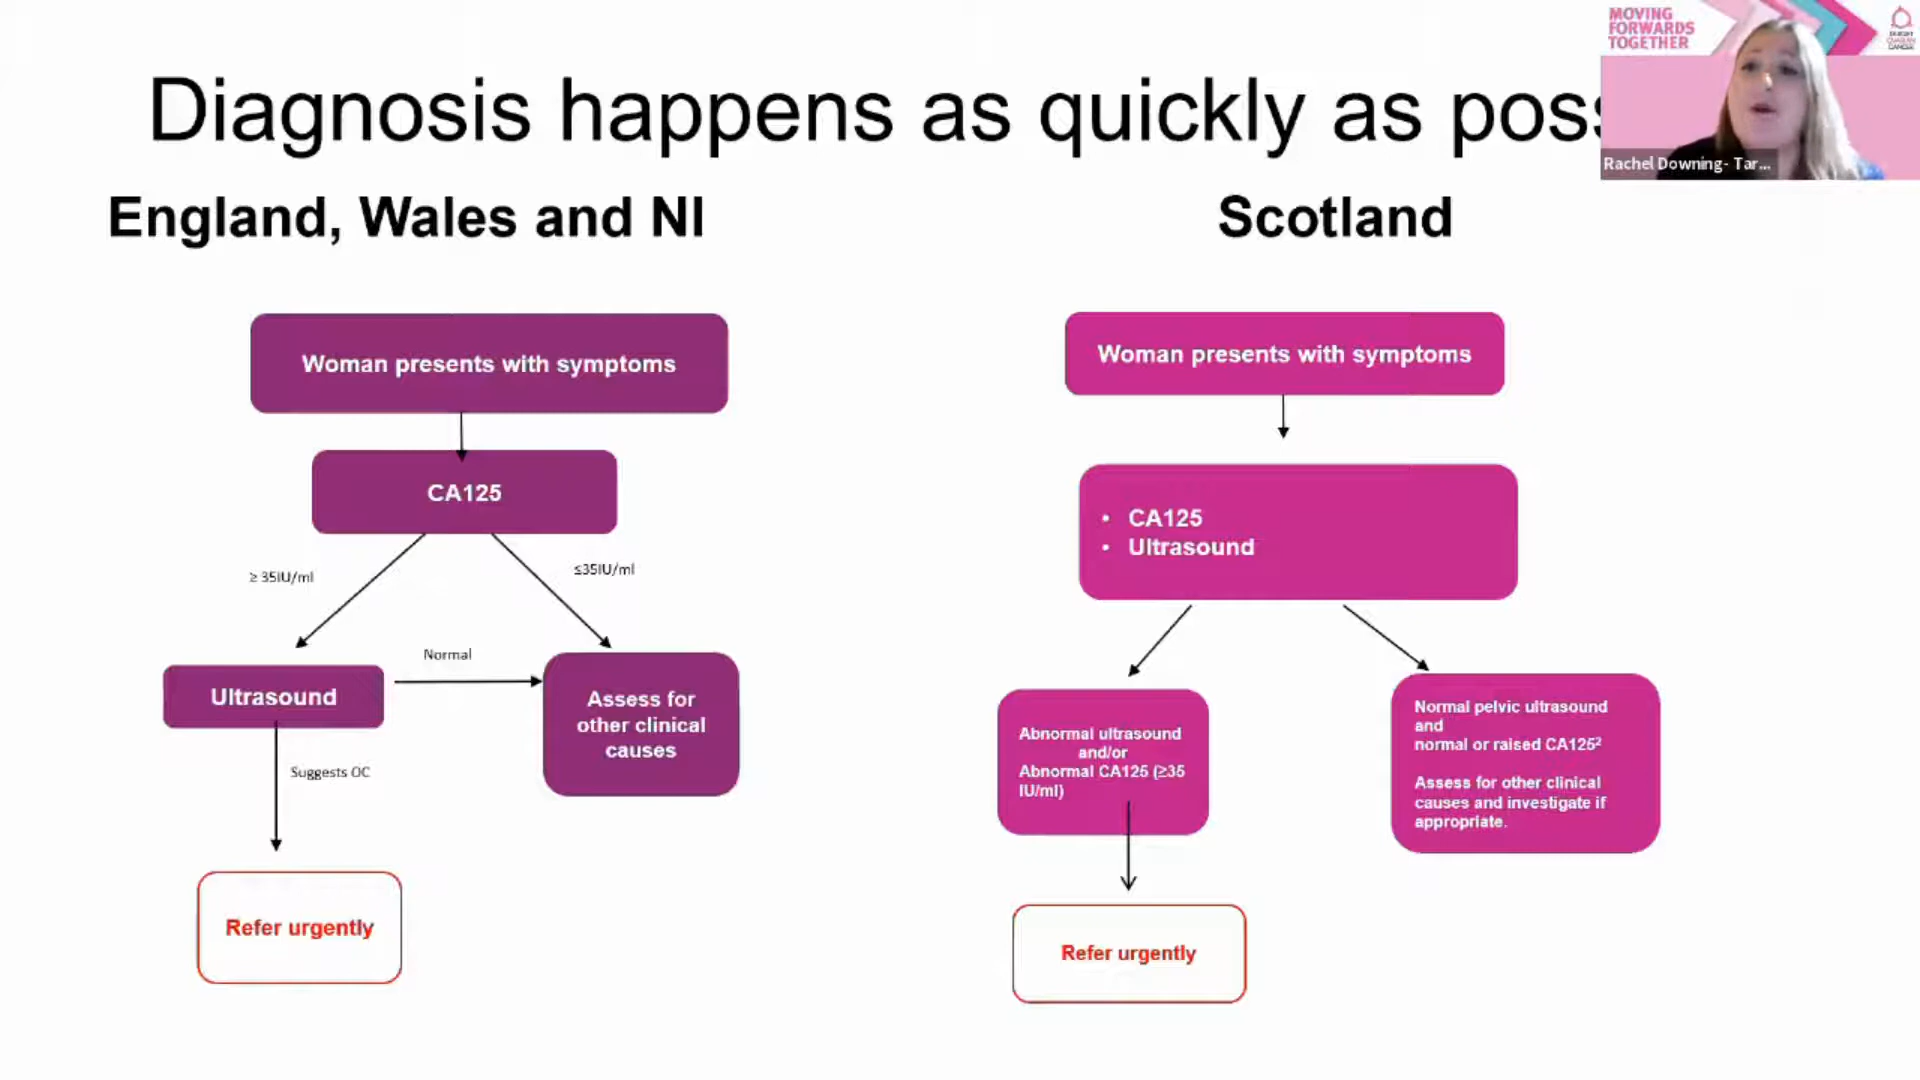 MOVING
FORWARDS
TOGETHER
TARGET
OVARIAN
CANCER
Diagnosis happens as quickly as poss
Rachel Downing- Tar...
England, Wales and NI
Woman presents with symptoms
CA125
≥ 35IU/ml
≤35IU/ml
Normal
Ultrasound
Assess for
other clinical
causes
Suggests OC
Refer urgently
Scotland
Woman presents with symptoms
• CA125
• Ultrasound
Abnormal ultrasound
and/or
Abnormal CA125 (≥35
IU/ml)
Normal pelvic ultrasound
and
normal or raised CA125²
Assess for other clinical
causes and investigate if
appropriate.
Refer urgently